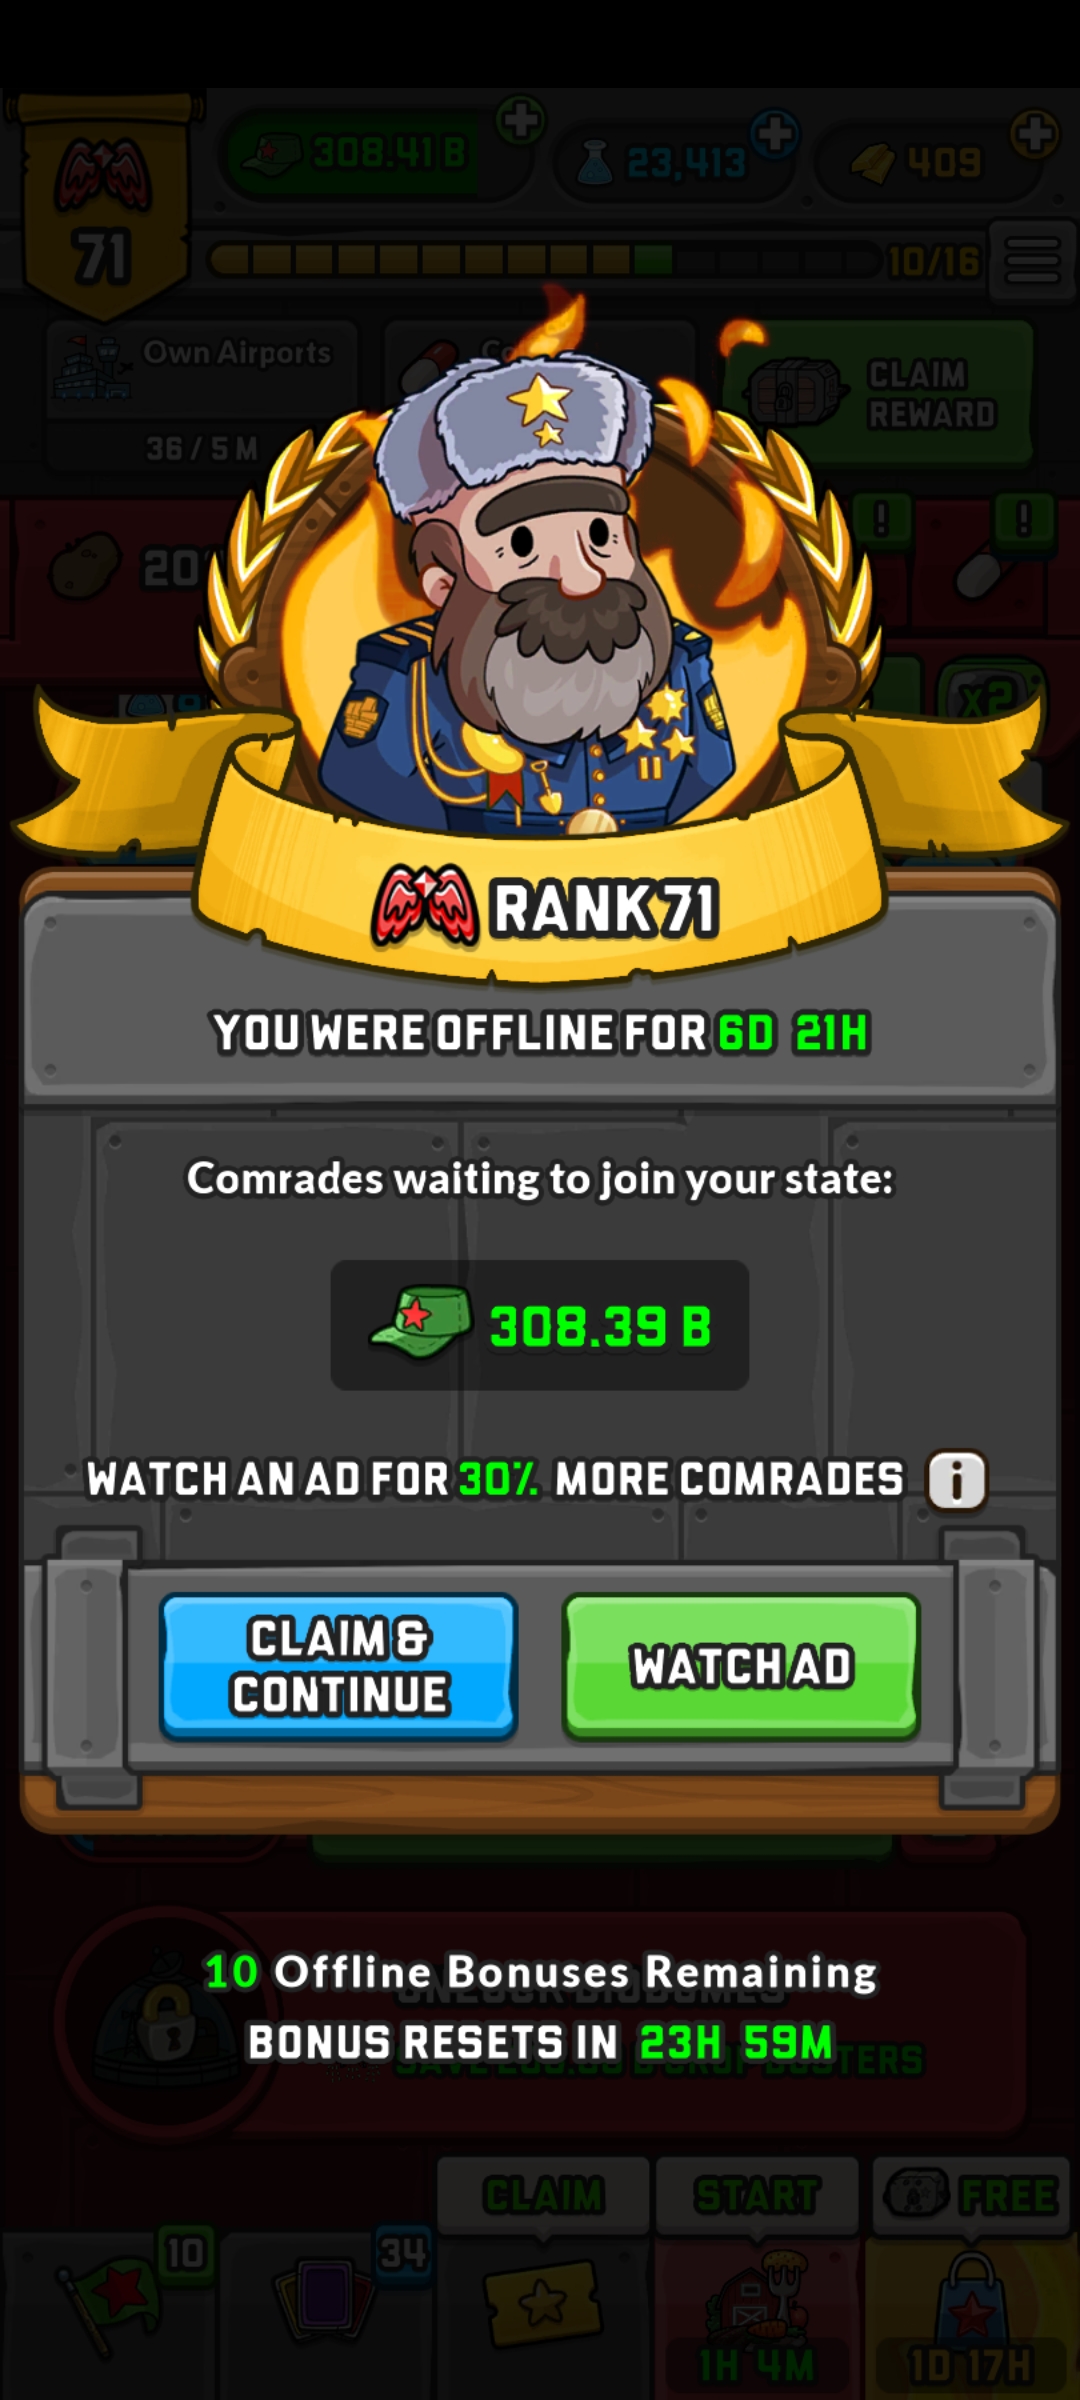 308.41 B
23,413
409
71
10/16
Own Airports
36 / 5 M
CLAIM
REWARD
!
!
20
X2
RANK 71
YOU WERE OFFLINE FOR 6D 21H
Comrades waiting to join your state:
308.39 B
WATCH AN AD FOR 30% MORE COMRADES
i
CLAIM &
CONTINUE
WATCH AD
10 Offline Bonuses Remaining
BONUS RESETS IN 23H 59M
CLAIM
START
FREE
10
34
1H 4M
1D 17H